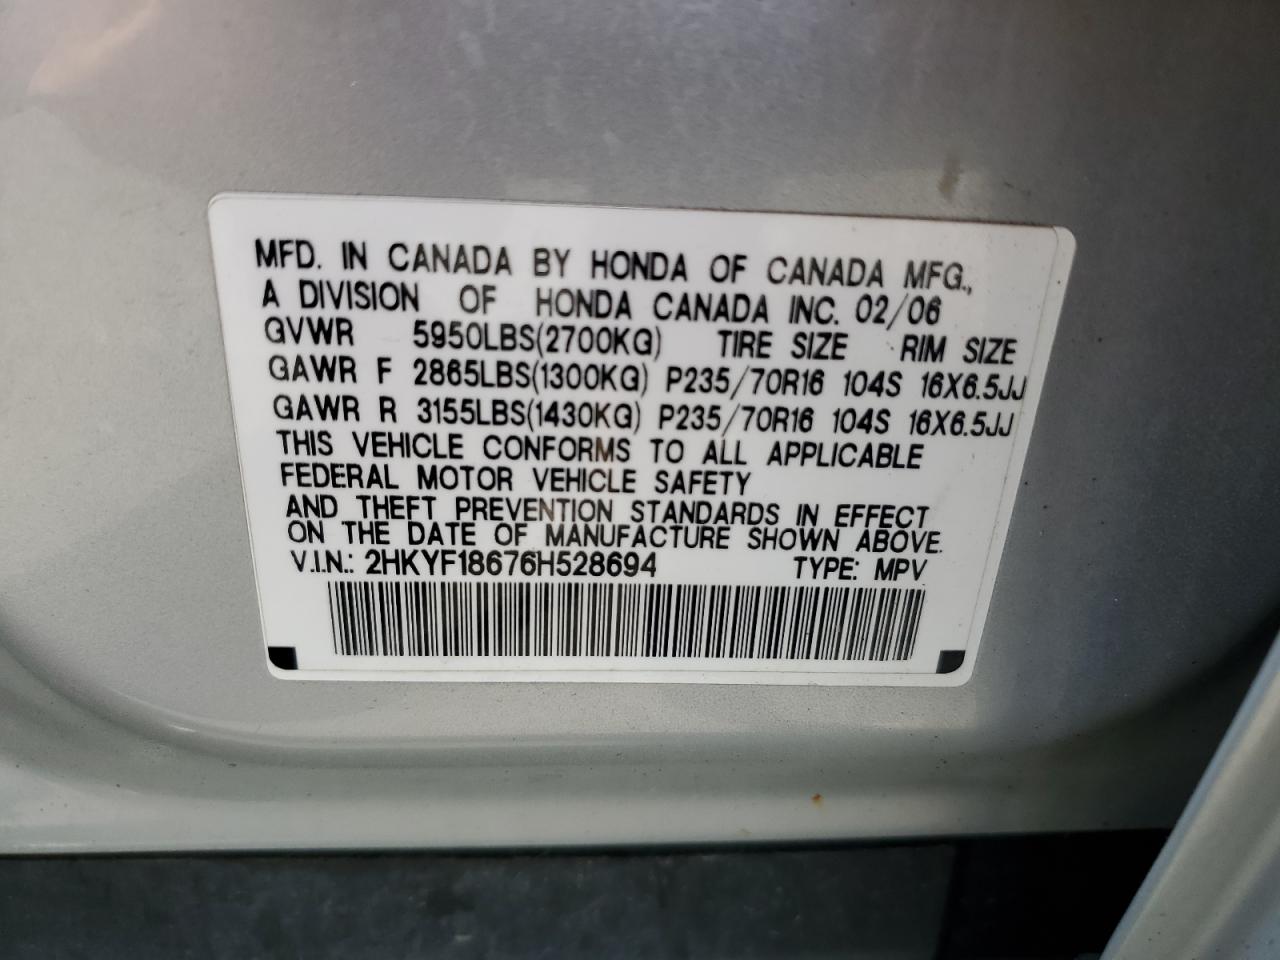 MFD. IN CANADA BY HONDA OF CANADA MFG.,
A DIVISION OF HONDA CANADA INC. 02/06
GVWR 5950LBS(2700KG) TIRE SIZE RIM SIZE
GAWR F 2865LBS(1300KG) P235/70R16 104S 16X6.5JJ
GAWR R 3155LBS(1430KG) P235/70R16 104S 16X6.5JJ
THIS VEHICLE CONFORMS TO ALL APPLICABLE
FEDERAL MOTOR VEHICLE SAFETY
AND THEFT PREVENTION STANDARDS IN EFFECT
ON THE DATE OF MANUFACTURE SHOWN ABOVE.
V.I.N.: 2HKYF18676H528694 TYPE: MPV